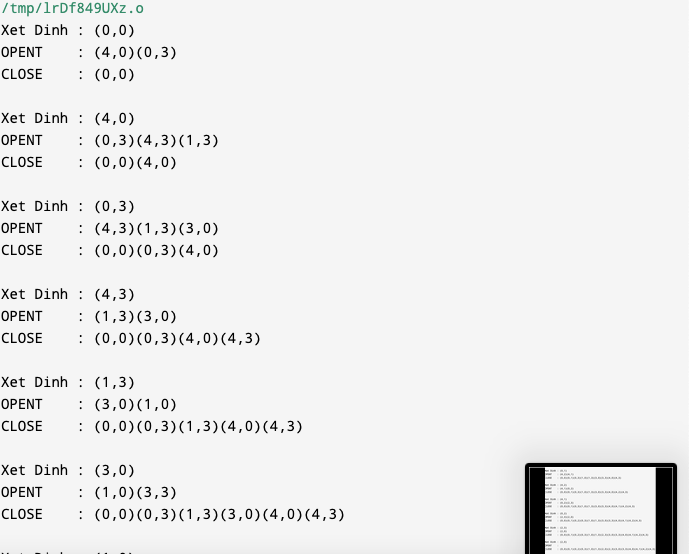 /tmp/lrDf849UXz.o
Xet Dinh : (0,0)
OPENT    : (4,0)(0,3)
CLOSE    : (0,0)
Xet Dinh : (4,0)
OPENT    : (0,3)(4,3)(1,3)
CLOSE    : (0,0)(4,0)
Xet Dinh : (0,3)
OPENT    : (4,3)(1,3)(3,0)
CLOSE    : (0,0)(0,3)(4,0)
Xet Dinh : (4,3)
OPENT    : (1,3)(3,0)
CLOSE    : (0,0)(0,3)(4,0)(4,3)
Xet Dinh : (1,3)
OPENT    : (3,0)(1,0)
CLOSE    : (0,0)(0,3)(1,3)(4,0)(4,3)
Xet Dinh : (3,0)
OPENT    : (1,0)(3,3)
CLOSE    : (0,0)(0,3)(1,3)(3,0)(4,0)(4,3)